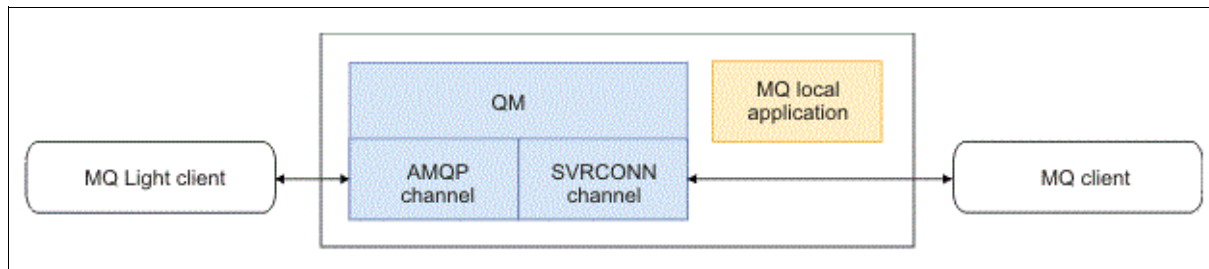 QM
MQ local
application
MQ Light client
AMQP
channel
SVRCONN
channel
MQ client